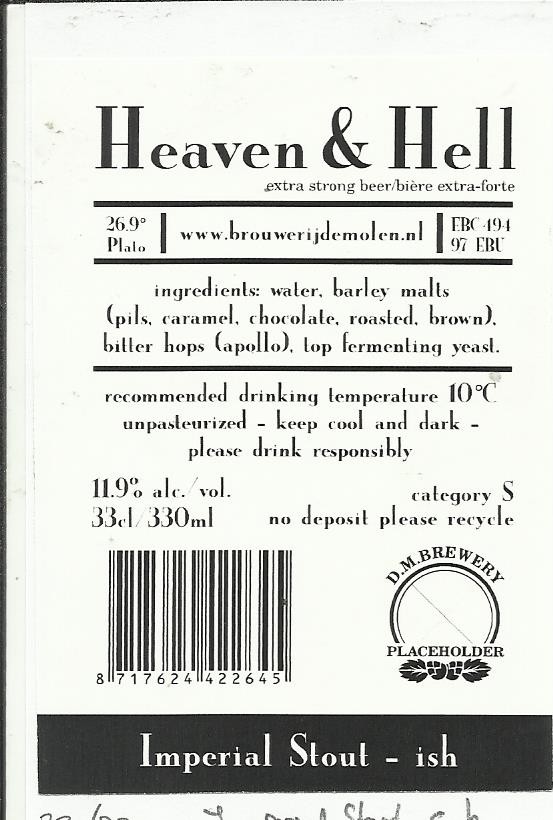 Heaven & Hell
extra strong beer/bière extra-forte
26.9°
Plato
www.brouwerijdemolen.nl
EBC 494
97 EBU
ingredients: water, barley malts
(pils, caramel, chocolate, roasted, brown),
bitter hops (apollo), top fermenting yeast.
recommended drinking temperature 10°C
unpasteurized - keep cool and dark -
please drink responsibly
11.9% alc./vol.
category S
33cl/330ml
no deposit please recycle
D.M.BREWERY
PLACEHOLDER
8 717624 422645
Imperial Stout - ish